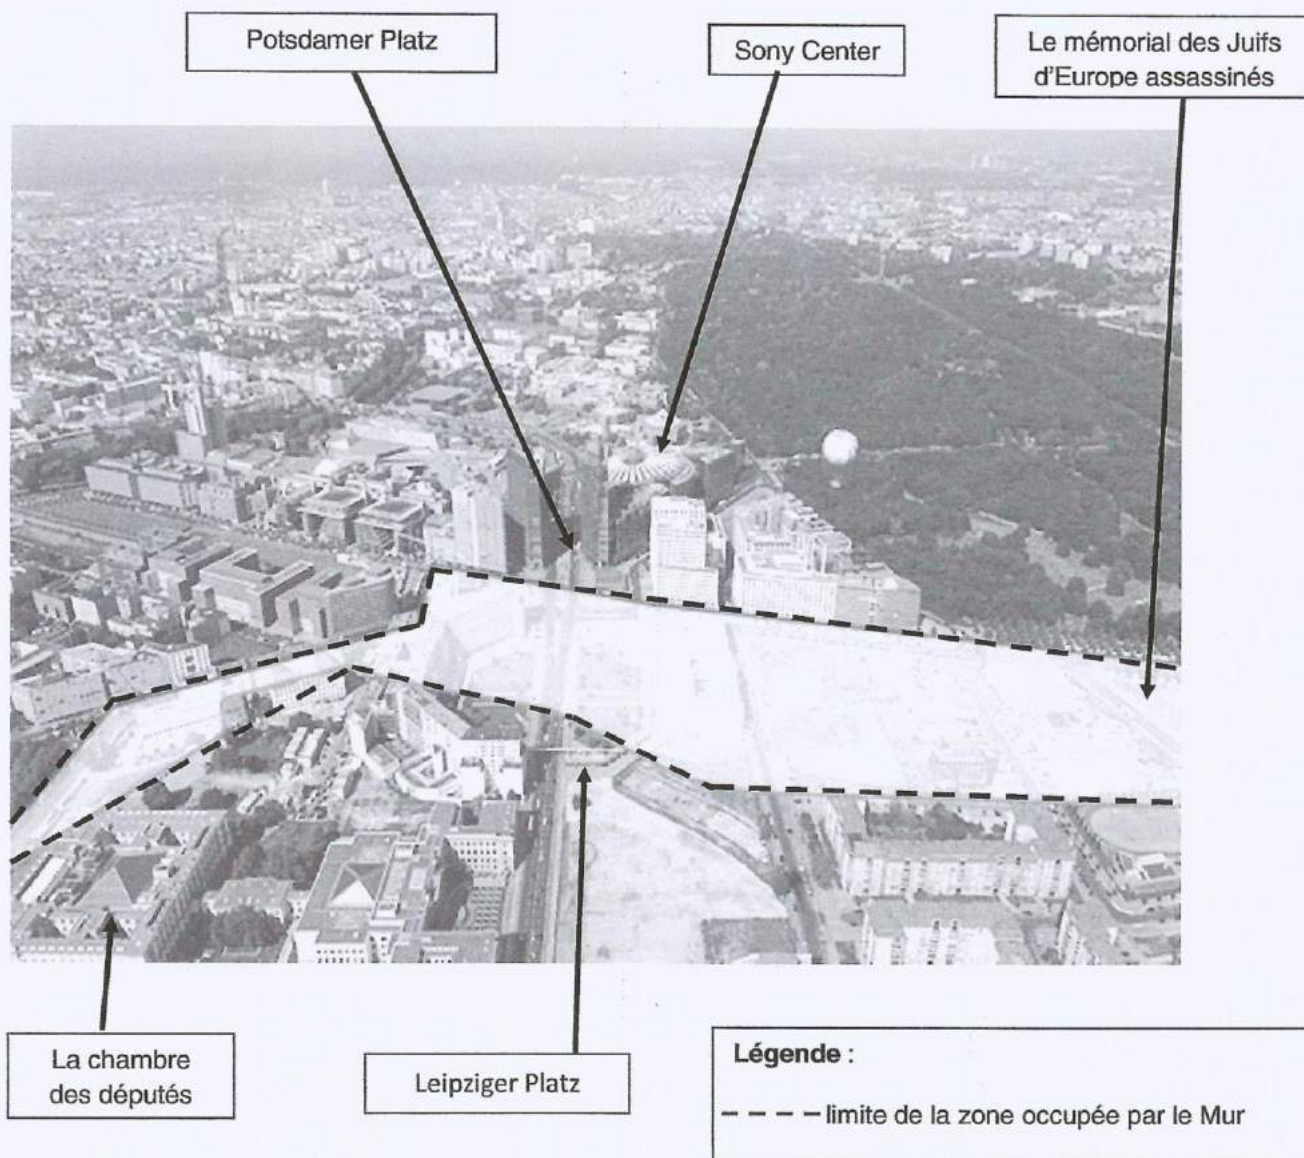 Potsdamer Platz
Sony Center
Le mémorial des Juifs
d'Europe assassinés
La chambre
des députés
Leipziger Platz
Légende :
limite de la zone occupée par le Mur